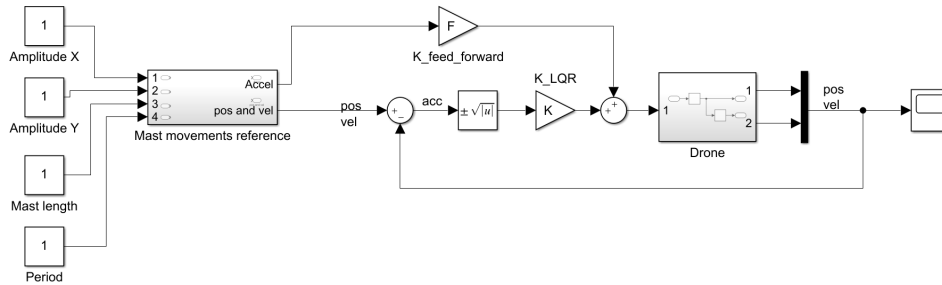 1
Amplitude X
1
Amplitude Y
1
Mast length
1
Period
1
2
3
4
Accel
pos and vel
Mast movements reference
F
K_feed_forward
pos
vel
+
−
acc
± √|u|
K_LQR
K
+
+
1
1
2
Drone
pos
vel